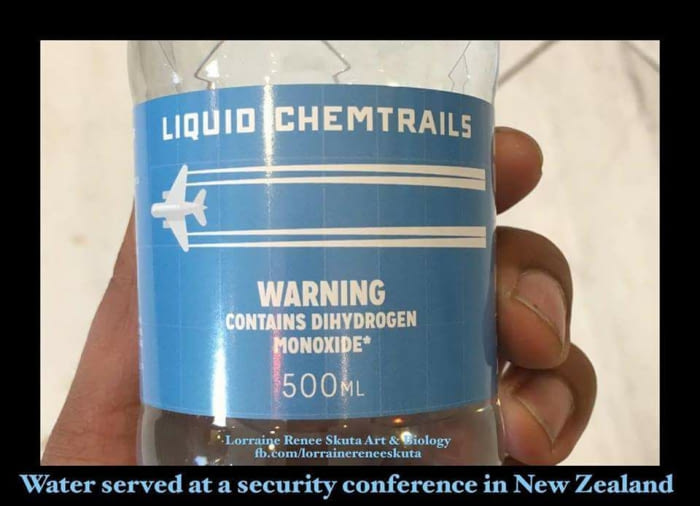 LIQUID CHEMTRAILS
WARNING
CONTAINS DIHYDROGEN
MONOXIDE*
500ML
Lorraine Renee Skuta Art & Biology
fb.com/lorrainereneeskuta
Water served at a security conference in New Zealand